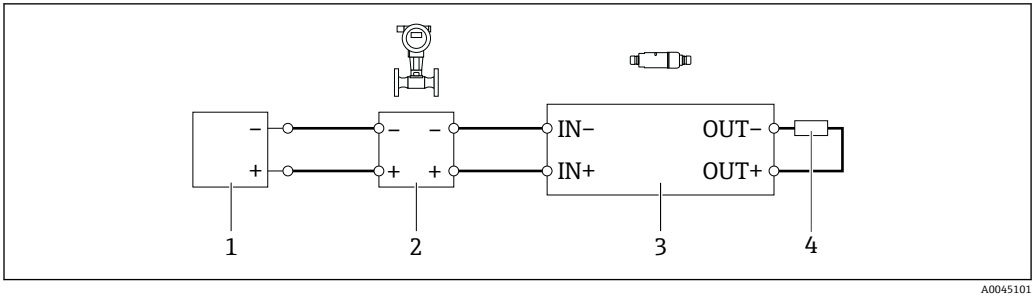 − − − IN− OUT−
+ + + IN+ OUT+
1 2 3 4
A0045101